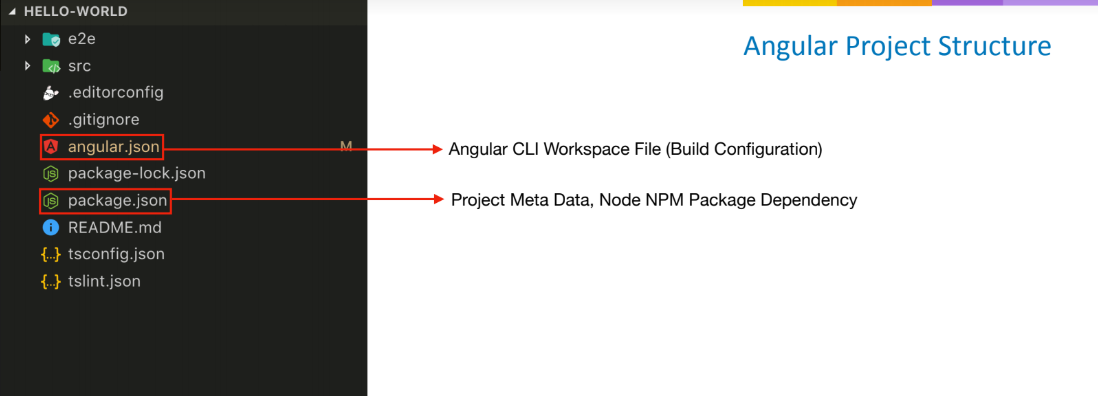 HELLO-WORLD
e2e
src
.editorconfig
.gitignore
angular.json M
package-lock.json
package.json
README.md
{..} tsconfig.json
{..} tslint.json
Angular Project Structure
Angular CLI Workspace File (Build Configuration)
Project Meta Data, Node NPM Package Dependency